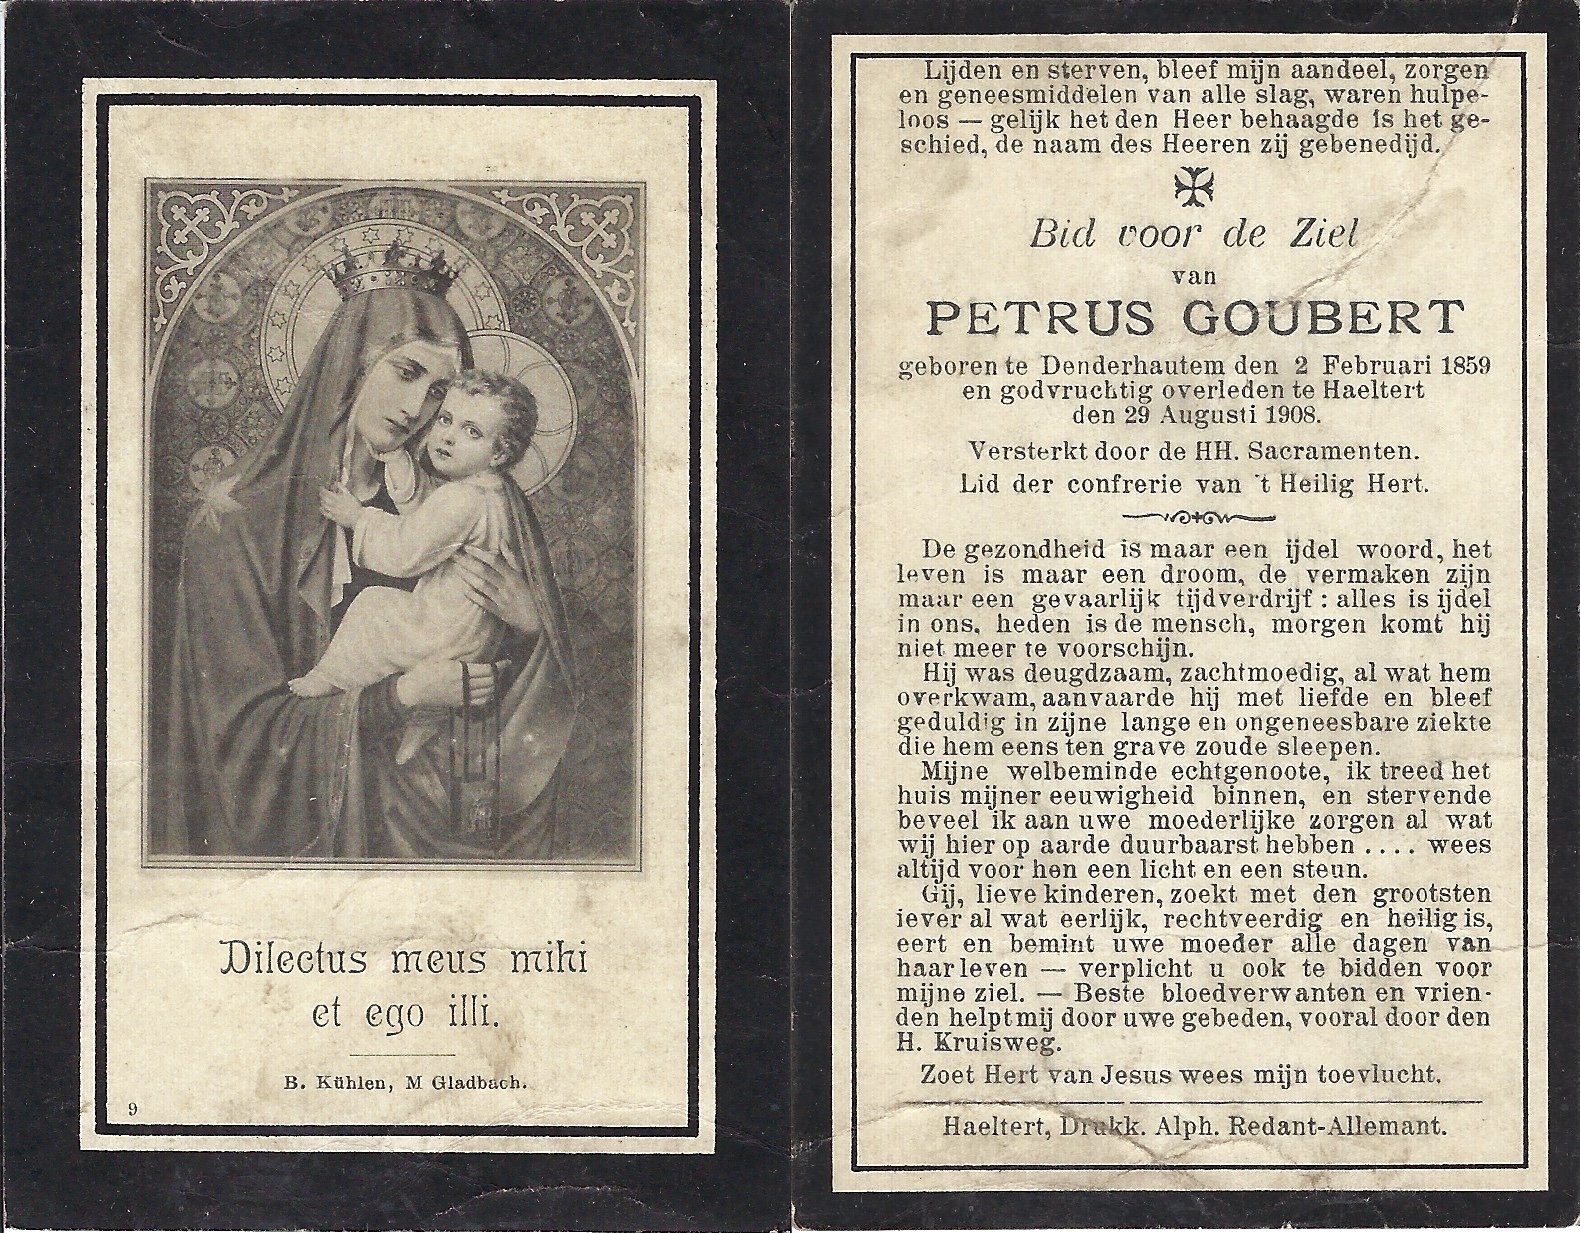 Dilectus meus mihi
et ego illi.
B. Kühlen, M Gladbach.
9
Lijden en sterven, bleef mijn aandeel, zorgen
en geneesmiddelen van alle slag, waren hulpe-
loos — gelijk het den Heer behaagde is het ge-
schied, de naam des Heeren zij gebenedijd.
Bid voor de Ziel
van
PETRUS GOUBERT
geboren te Denderhautem den 2 Februari 1859
en godvruchtig overleden te Haeltert
den 29 Augusti 1908.
Versterkt door de HH. Sacramenten.
Lid der confrerie van 't Heilig Hert.
De gezondheid is maar een ijdel woord, het
leven is maar een droom, de vermaken zijn
maar een gevaarlijk tijdverdrijf : alles is ijdel
in ons, heden is de mensch, morgen komt hij
niet meer te voorschijn.
Hij was deugdzaam, zachtmoedig, al wat hem
overkwam, aanvaarde hij met liefde en bleef
geduldig in zijne lange en ongeneesbare ziekte
die hem eens ten grave zoude sleepen.
Mijne welbeminde echtgenoote, ik treed het
huis mijner eeuwigheid binnen, en stervende
beveel ik aan uwe moederlijke zorgen al wat
wij hier op aarde duurbaarst hebben .... wees
altijd voor hen een licht en een steun.
Gij, lieve kinderen, zoekt met den grootsten
iever al wat eerlijk, rechtveerdig en heilig is,
eert en bemint uwe moeder alle dagen van
haar leven — verplicht u ook te bidden voor
mijne ziel. — Beste bloedverwanten en vrien-
den helpt mij door uwe gebeden, vooral door den
H. Kruisweg.
Zoet Hert van Jesus wees mijn toevlucht.
Haeltert, Drukk. Alph. Redant-Allemant.